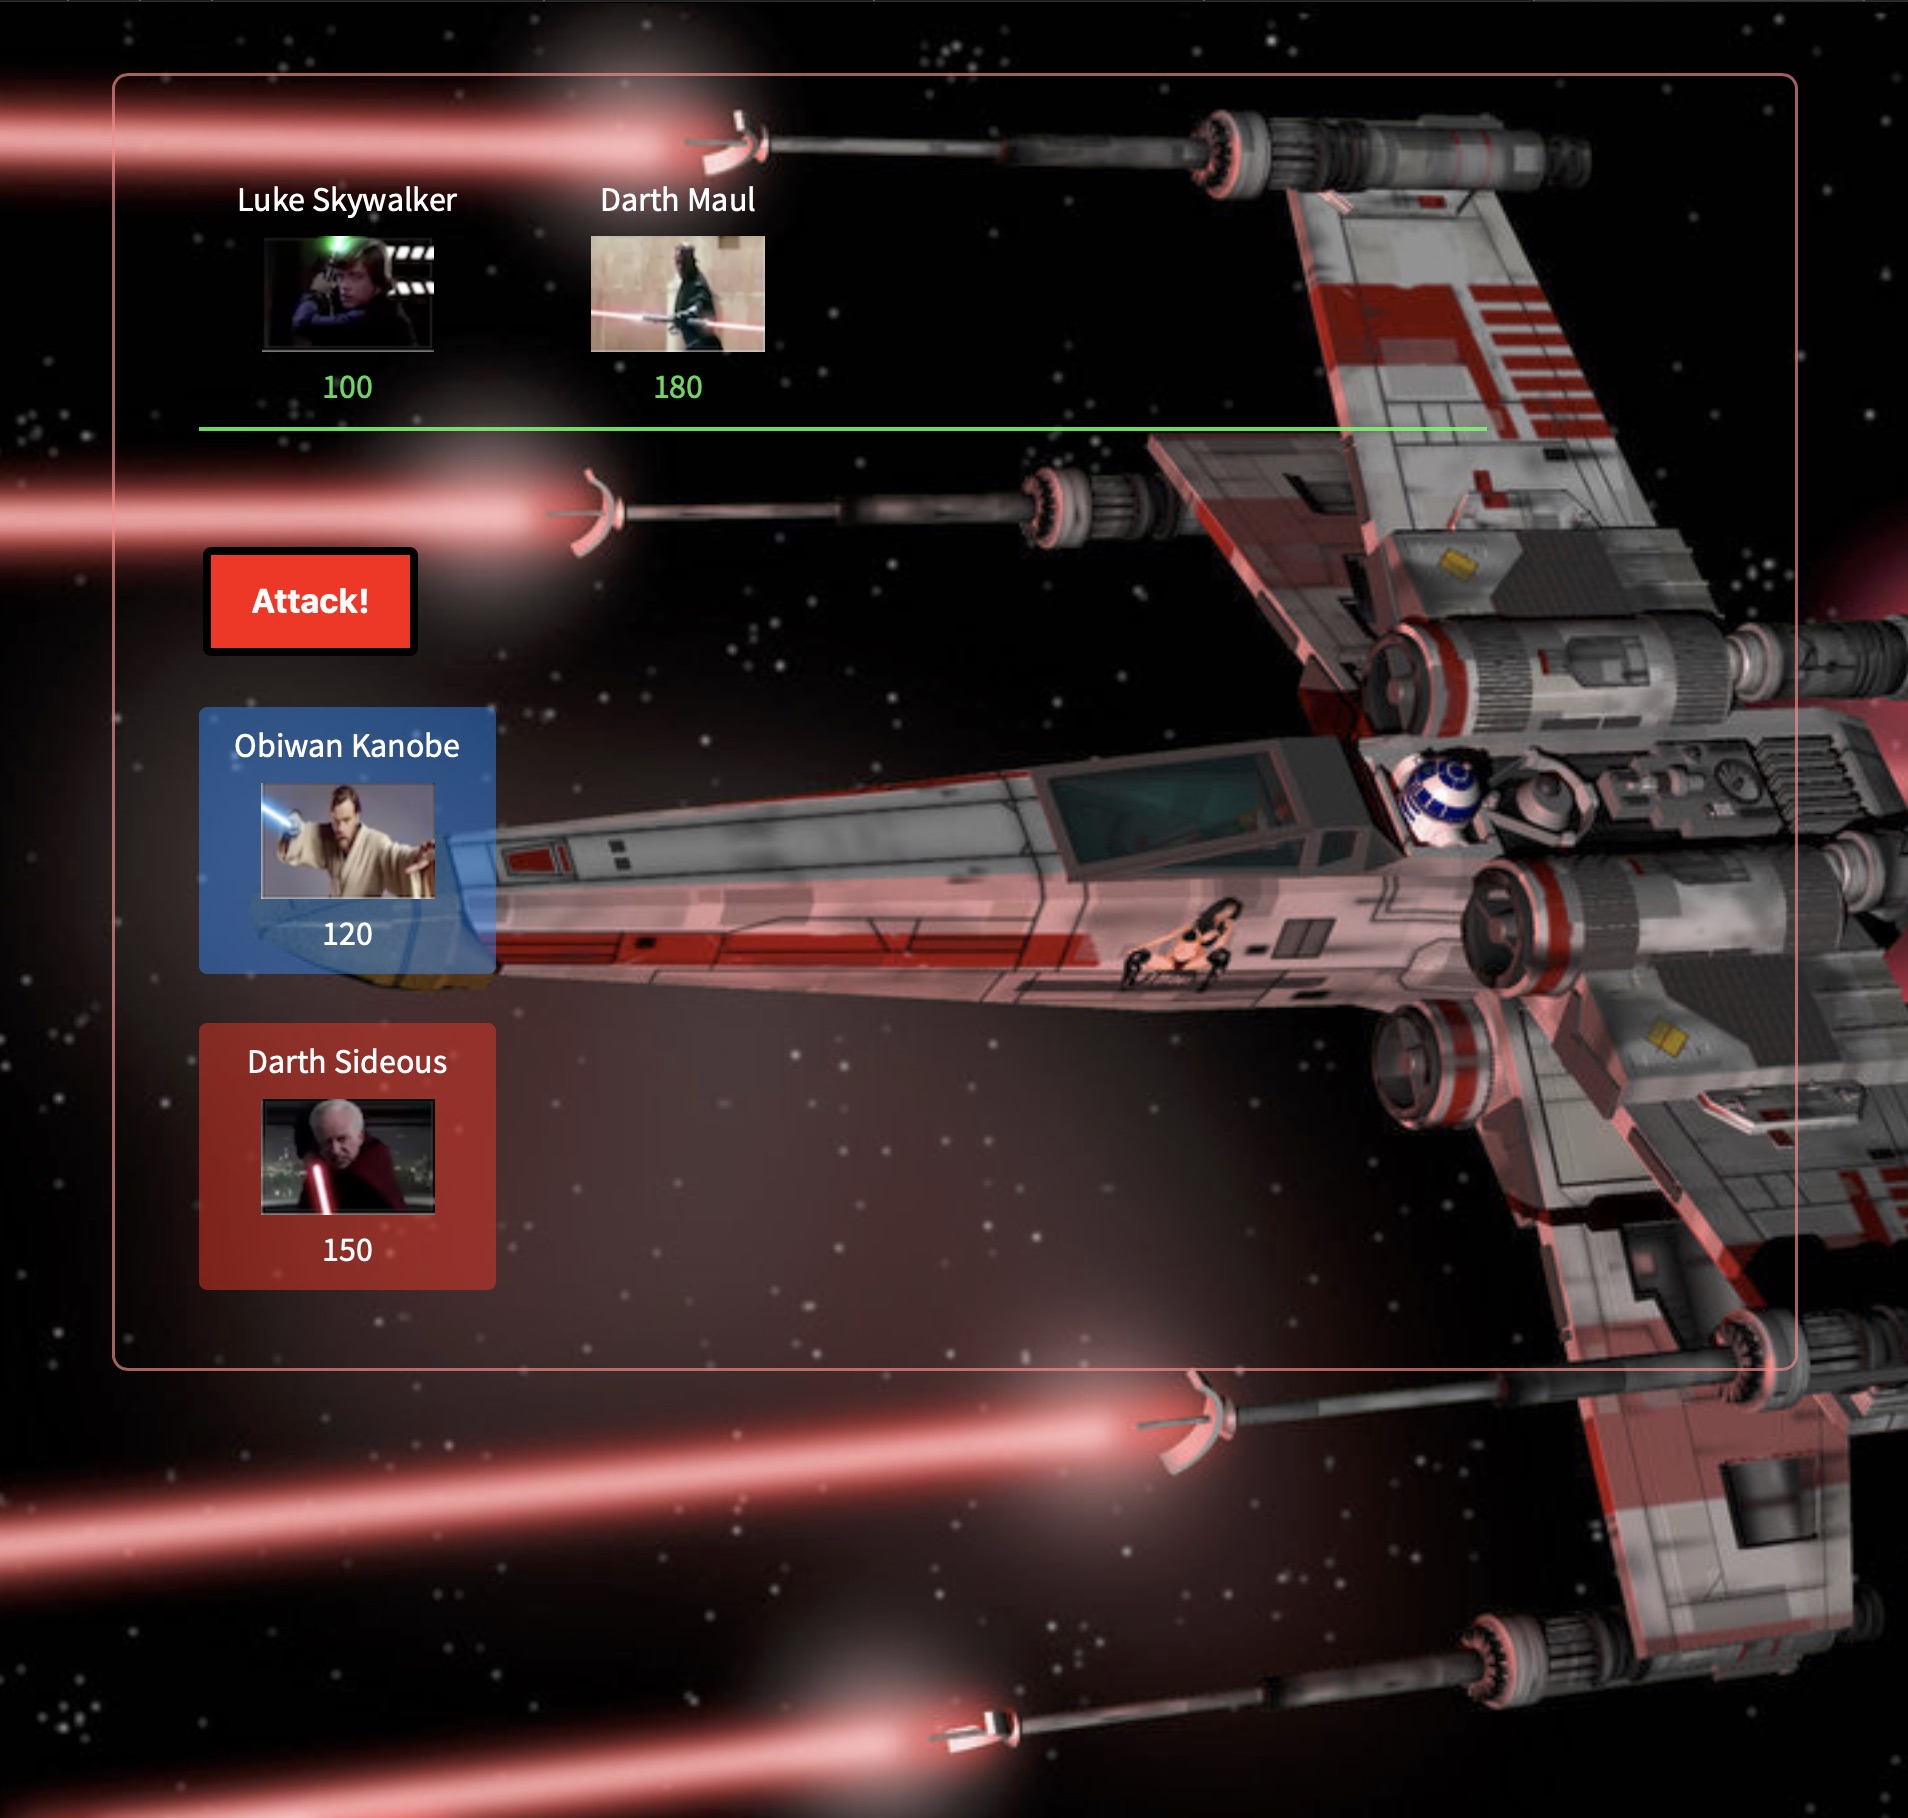 Luke Skywalker
Darth Maul
100
180
Attack!
Obiwan Kanobe
120
Darth Sideous
150